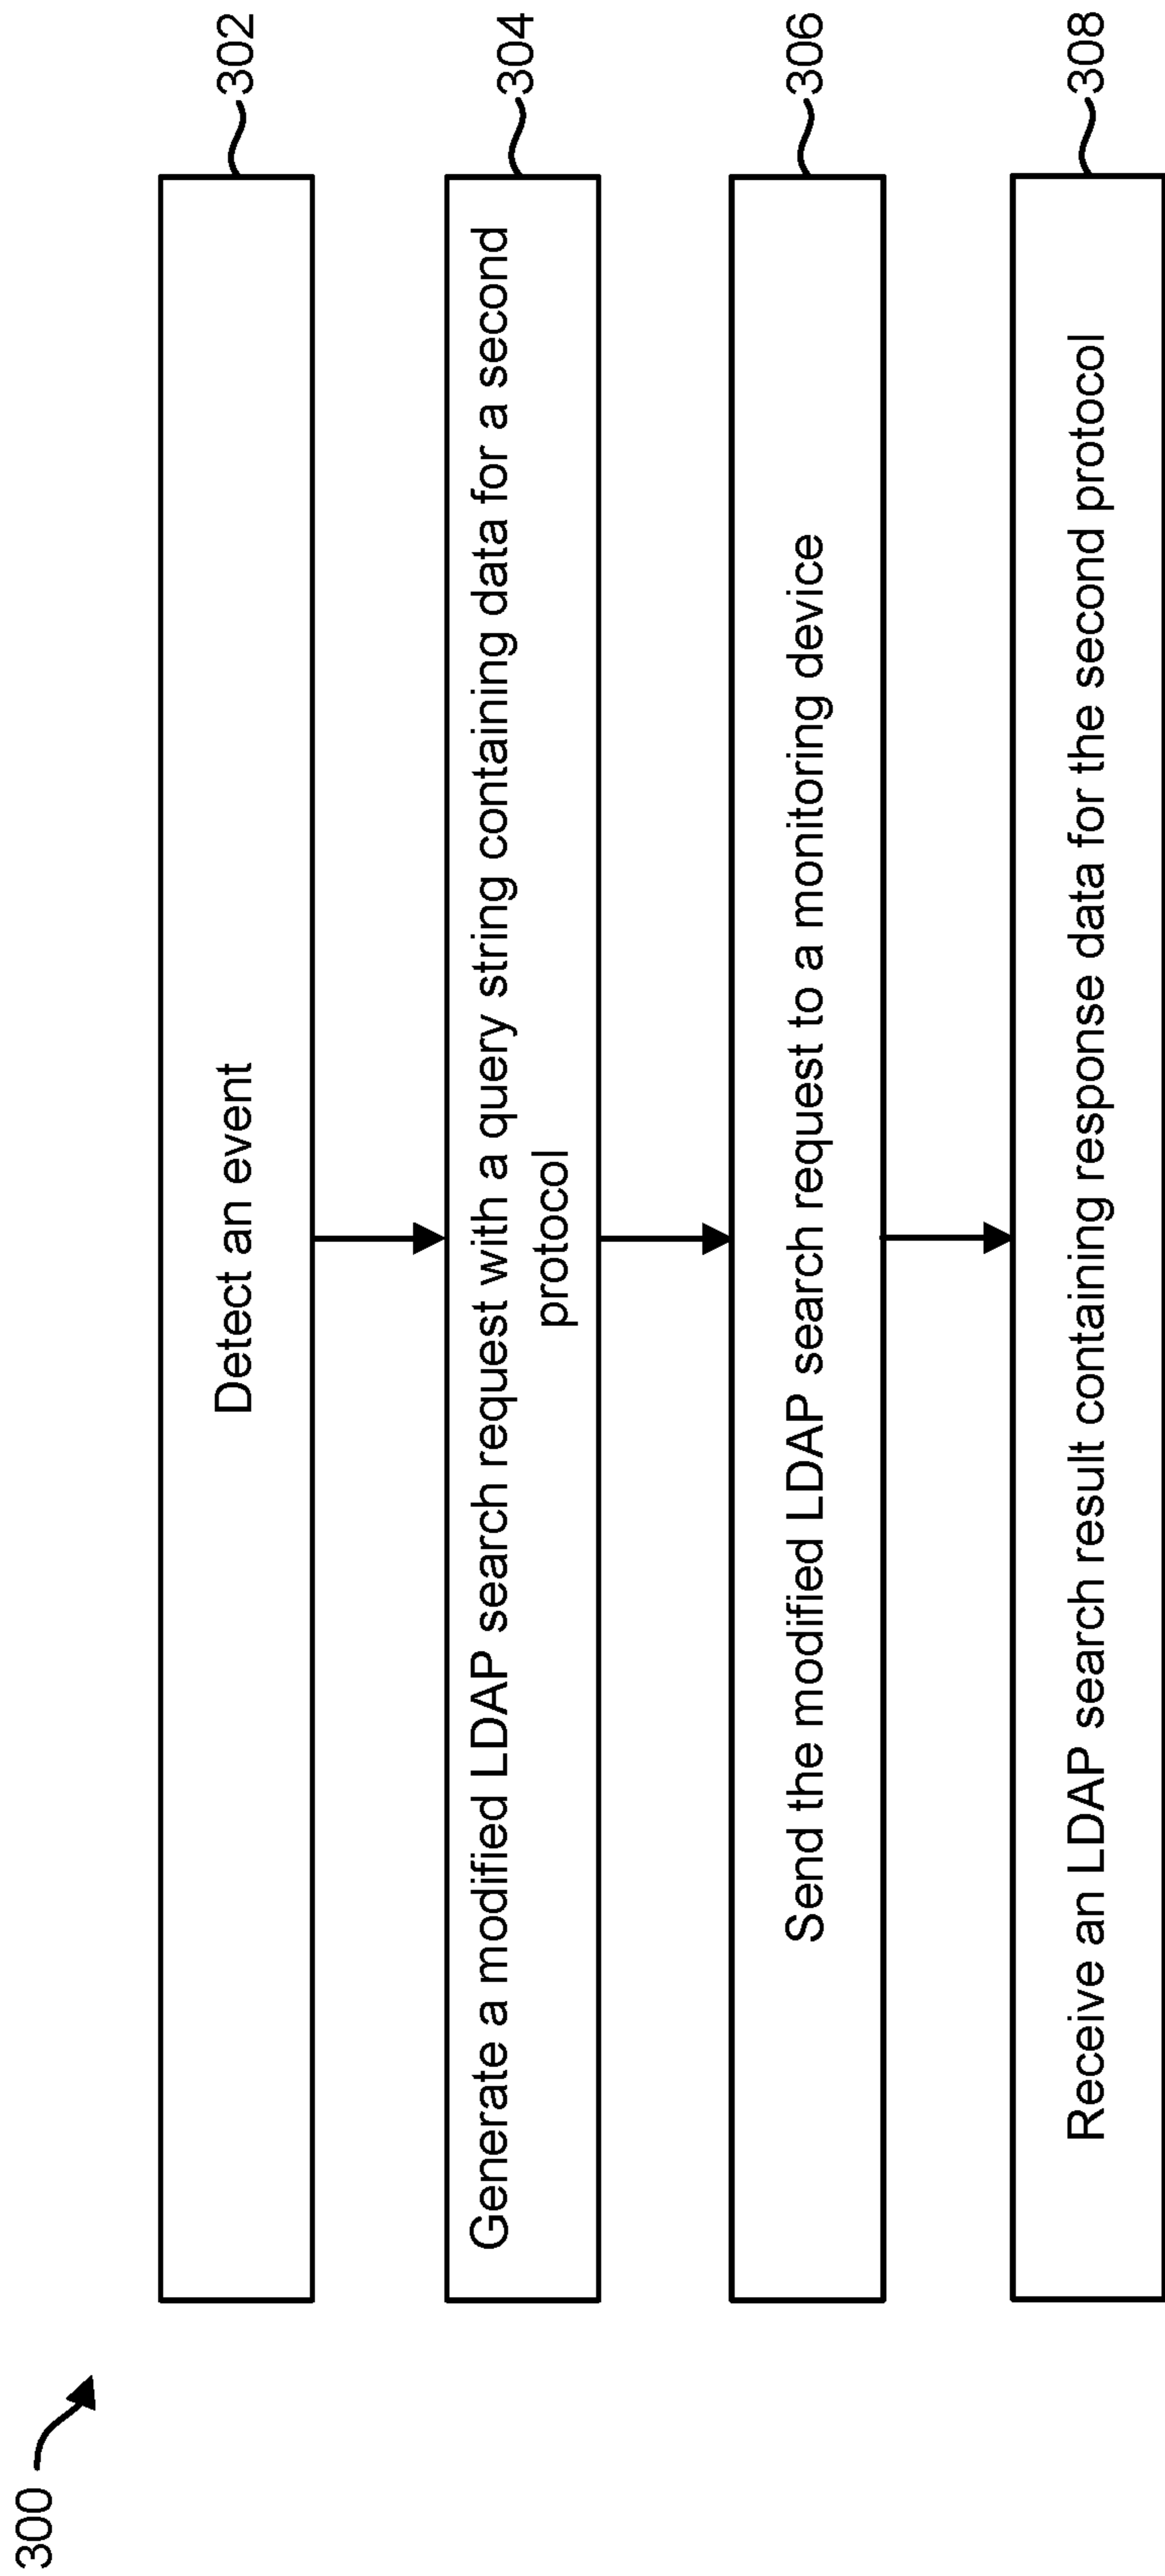 300
Detect an event
302
Generate a modified LDAP search request with a query string containing data for a second
protocol
304
Send the modified LDAP search request to a monitoring device
306
Receive an LDAP search result containing response data for the second protocol
308